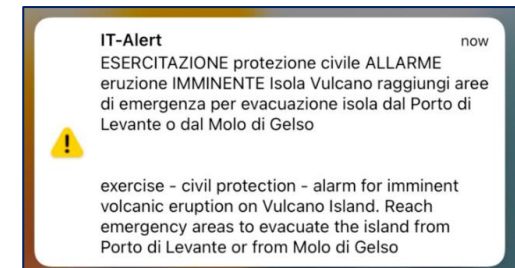 IT-Alert now
ESERCITAZIONE protezione civile ALLARME
eruzione IMMINENTE Isola Vulcano raggiungi aree
di emergenza per evacuazione isola dal Porto di
Levante o dal Molo di Gelso
exercise - civil protection - alarm for imminent
volcanic eruption on Vulcano Island. Reach
emergency areas to evacuate the island from
Porto di Levante or from Molo di Gelso